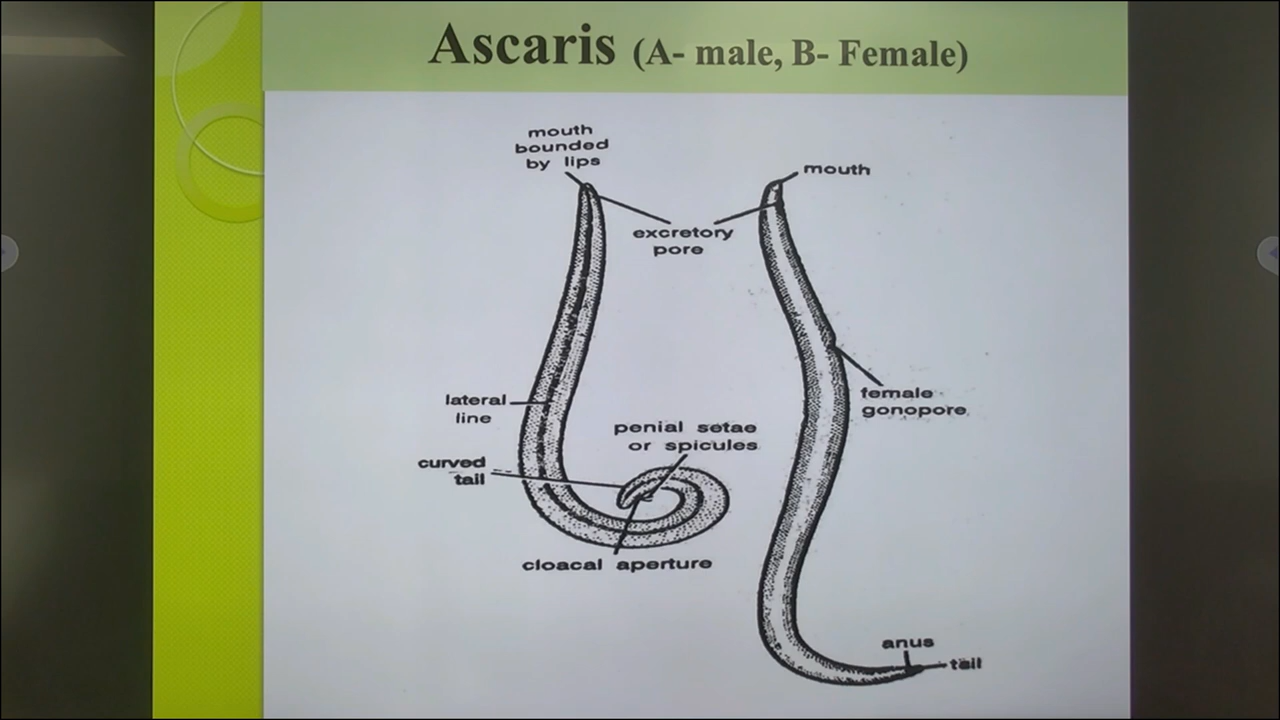 Ascaris (A- male, B- Female)
mouth
bounded
by lips
mouth
excretory
pore
lateral
line
female
gonopore
penial setae
or spicules
curved
tail
cloacal aperture
anus
tail